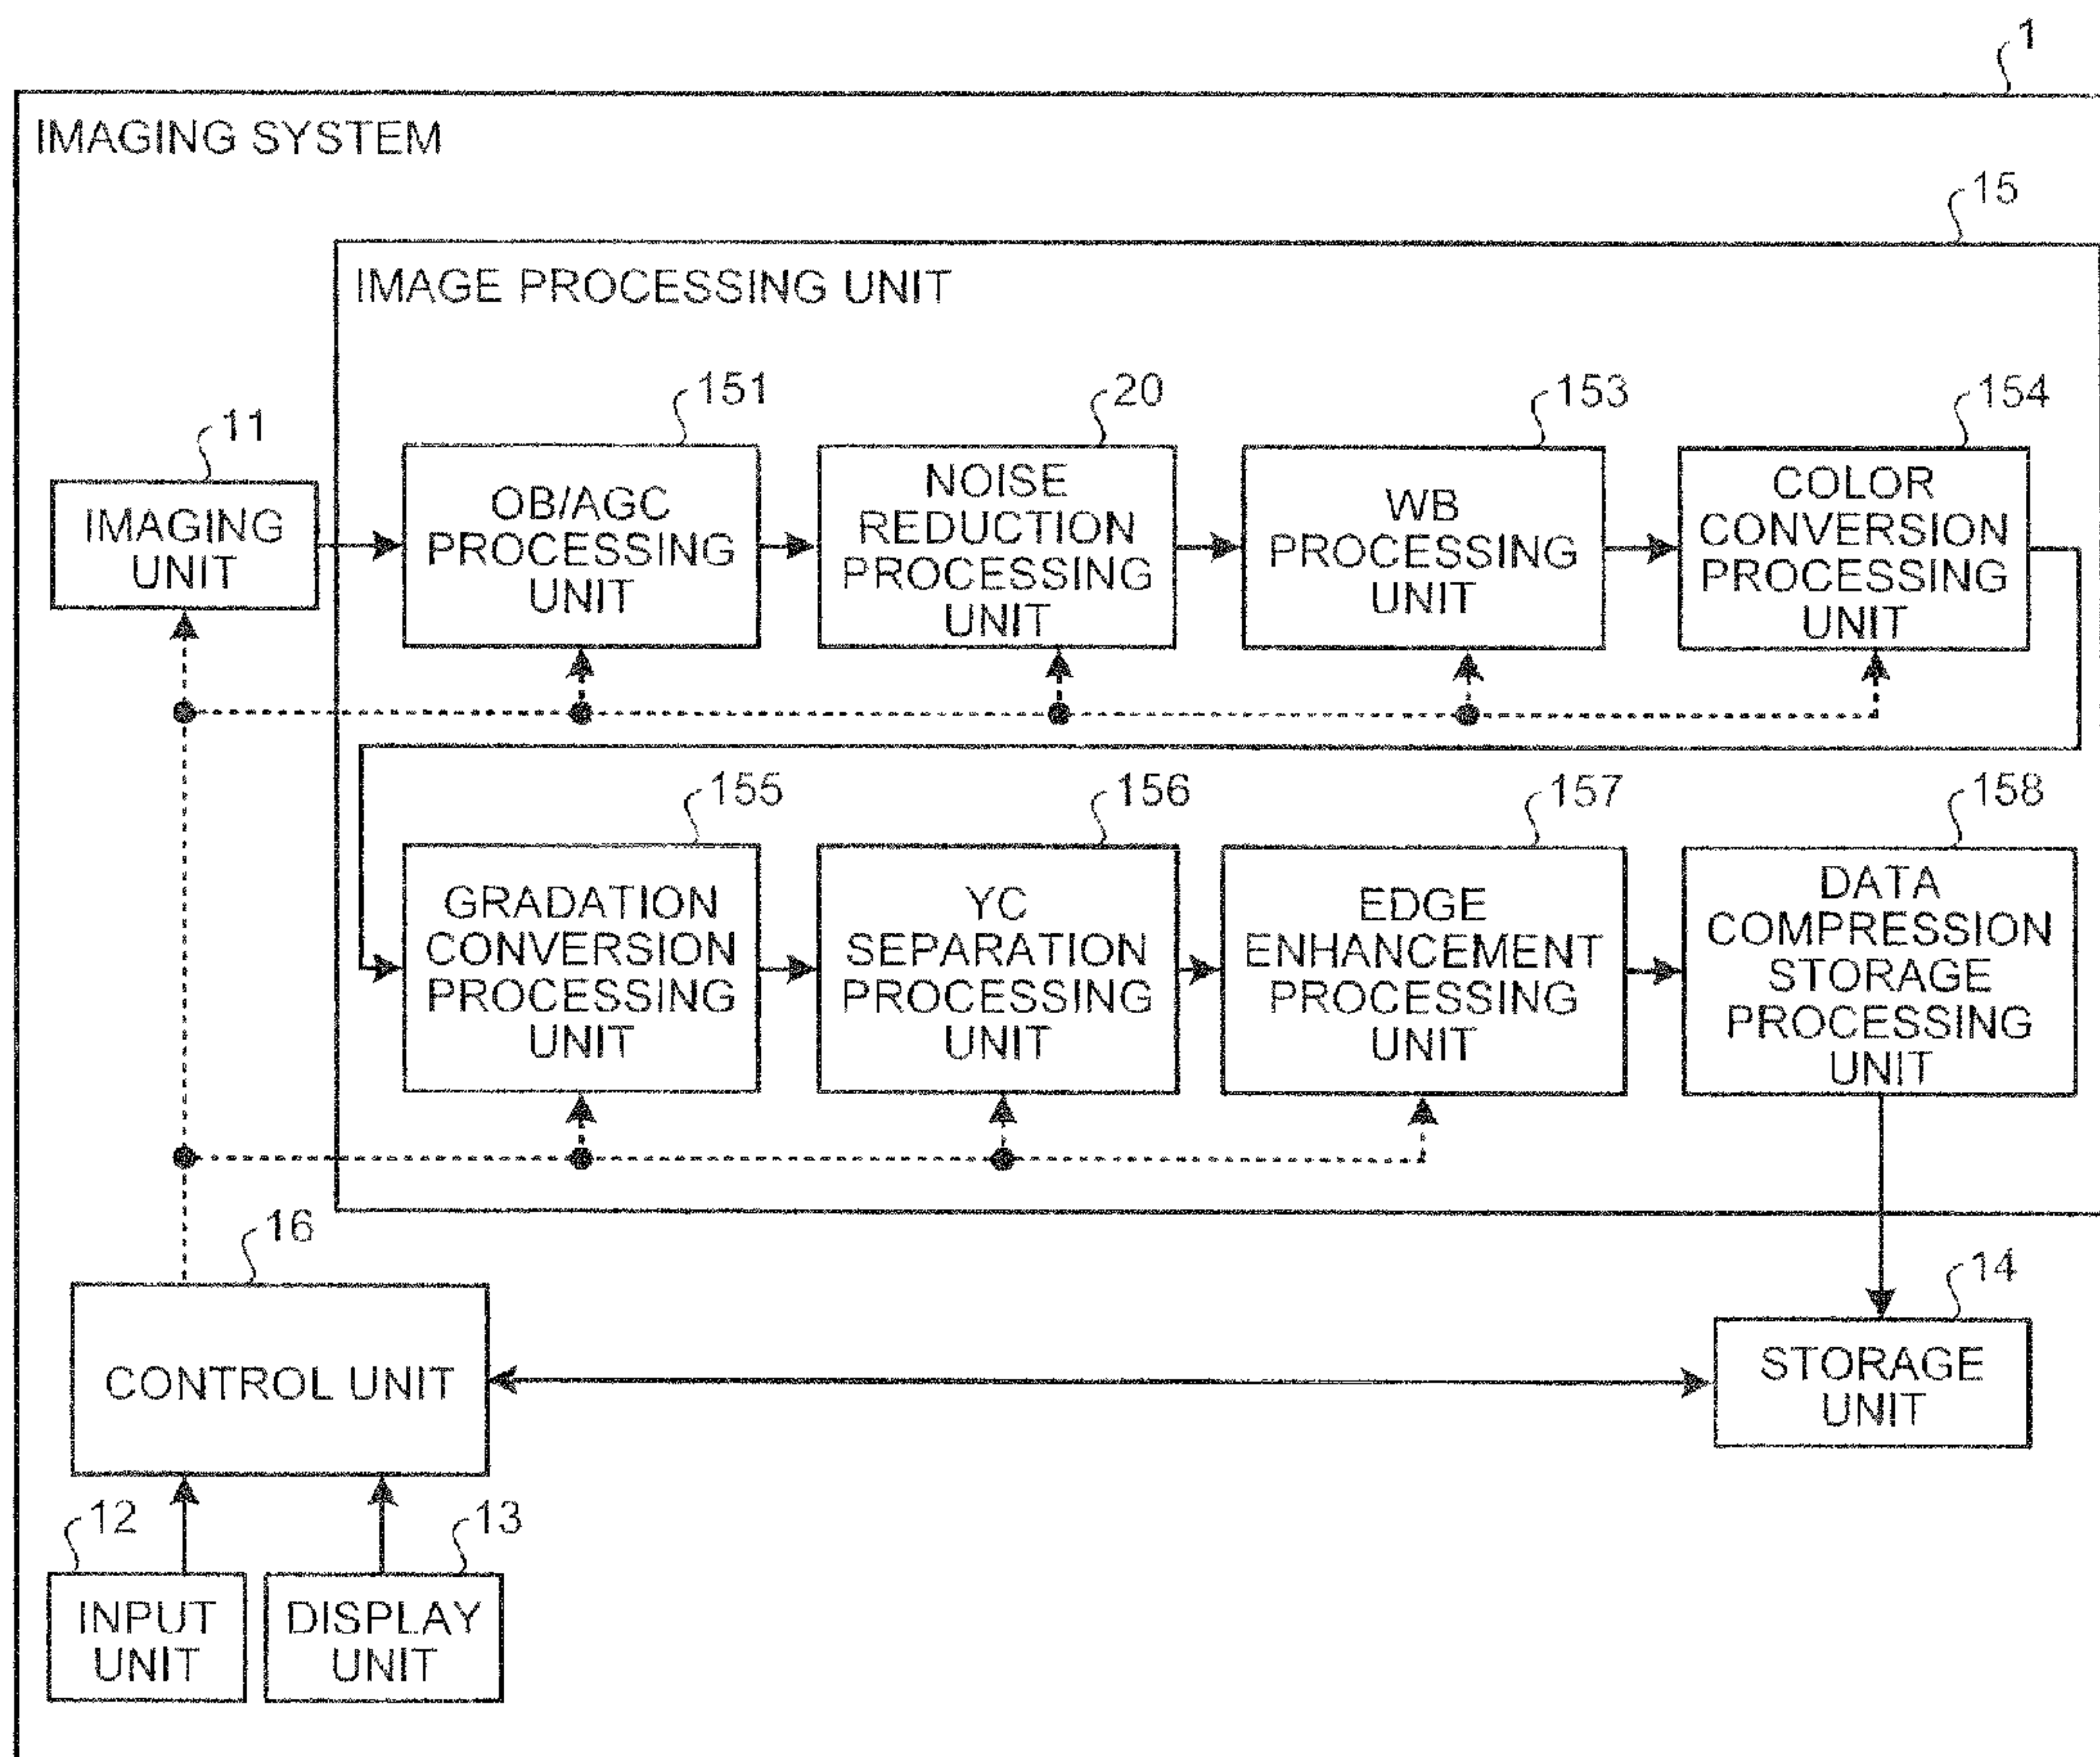 1
IMAGING SYSTEM
15
IMAGE PROCESSING UNIT
151
20
153
154
11
IMAGING
UNIT
OB/AGC
PROCESSING
UNIT
NOISE
REDUCTION
PROCESSING
UNIT
WB
PROCESSING
UNIT
COLOR
CONVERSION
PROCESSING
UNIT
155
156
157
158
GRADATION
CONVERSION
PROCESSING
UNIT
YC
SEPARATION
PROCESSING
UNIT
EDGE
ENHANCEMENT
PROCESSING
UNIT
DATA
COMPRESSION
STORAGE
PROCESSING
UNIT
16
CONTROL UNIT
14
STORAGE
UNIT
12
INPUT
UNIT
13
DISPLAY
UNIT